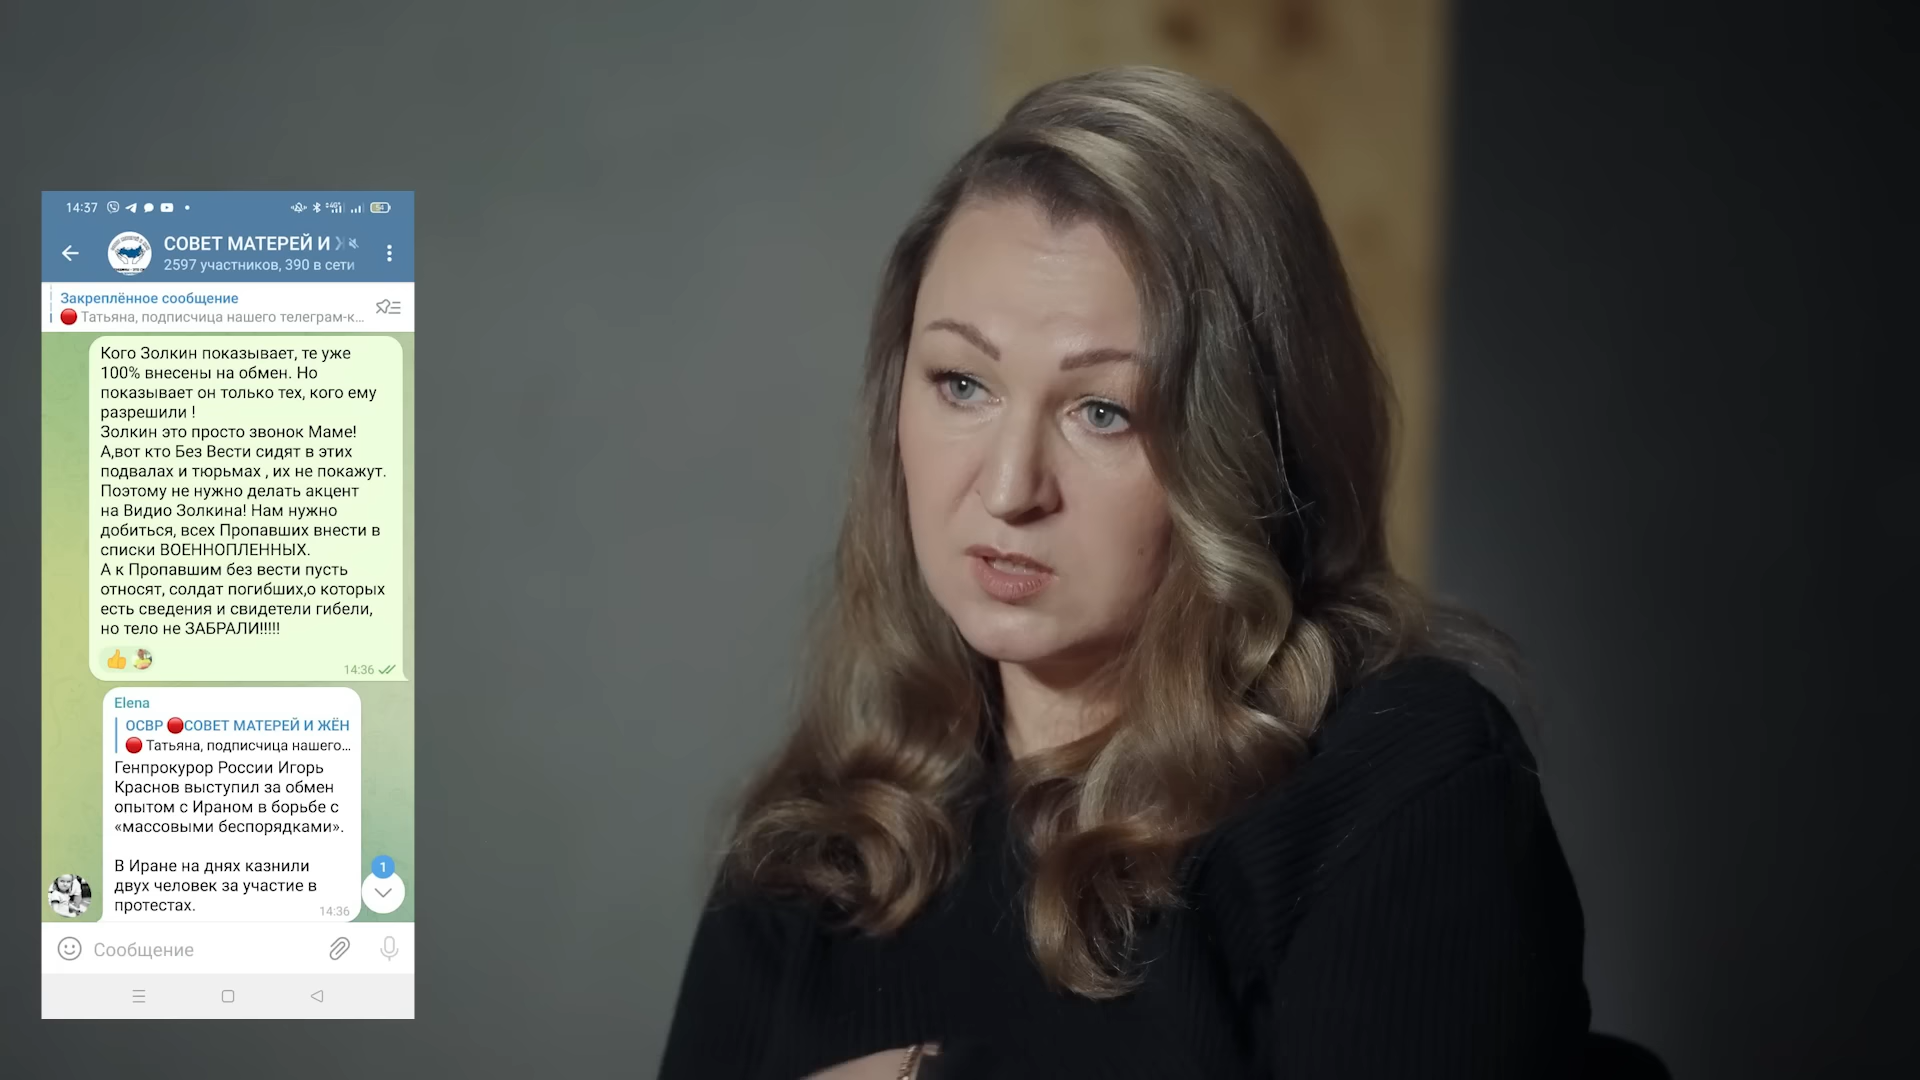 14:37
СОВЕТ МАТЕРЕЙ И
2597 участников, 390 в сети
Закреплённое сообщение
Татьяна, подписчица нашего телеграм-к...
Кого Золкин показывает, те уже
100% внесены на обмен. Но
показывает он только тех, кого ему
разрешили !
Золкин это просто звонок Маме!
А,вот кто Без Вести сидят в этих
подвалах и тюрьмах , их не покажут.
Поэтому не нужно делать акцент
на Видио Золкина! Нам нужно
добиться, всех Пропавших внести в
списки ВОЕННОПЛЕННЫХ.
А к Пропавшим без вести пусть
относят, солдат погибших,о которых
есть сведения и свидетели гибели,
но тело не ЗАБРАЛИ!!!!!
14:36
Elena
ОСВР 🔴СОВЕТ МАТЕРЕЙ И ЖЁН
🔴 Татьяна, подписчица нашего...
Генпрокурор России Игорь
Краснов выступил за обмен
опытом с Ираном в борьбе с
«массовыми беспорядками».
В Иране на днях казнили
двух человек за участие в
протестах.
14:36
1
Сообщение